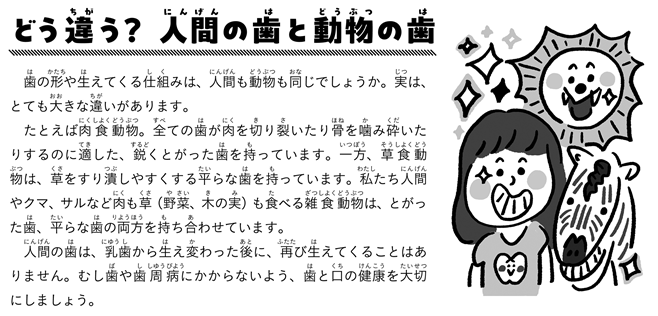 どう違う？ 人間の歯と動物の歯
歯の形や生えてくる仕組みは、人間も動物も同じでしょうか。実は、
とても大きな違いがあります。
たとえば肉食動物。全ての歯が肉を切り裂いたり骨を噛み砕いた
りするのに適した、鋭くとがった歯を持っています。一方、草食動
物は、草をすり潰しやすくする平らな歯を持っています。私たち人間
やクマ、サルなど肉も草（野菜、木の実）も食べる雑食動物は、とがっ
た歯、平らな歯の両方を持ち合わせています。
人間の歯は、乳歯から生え変わった後に、再び生えてくることはあ
りません。むし歯や歯周病にかからないよう、歯と口の健康を大切
にしましょう。